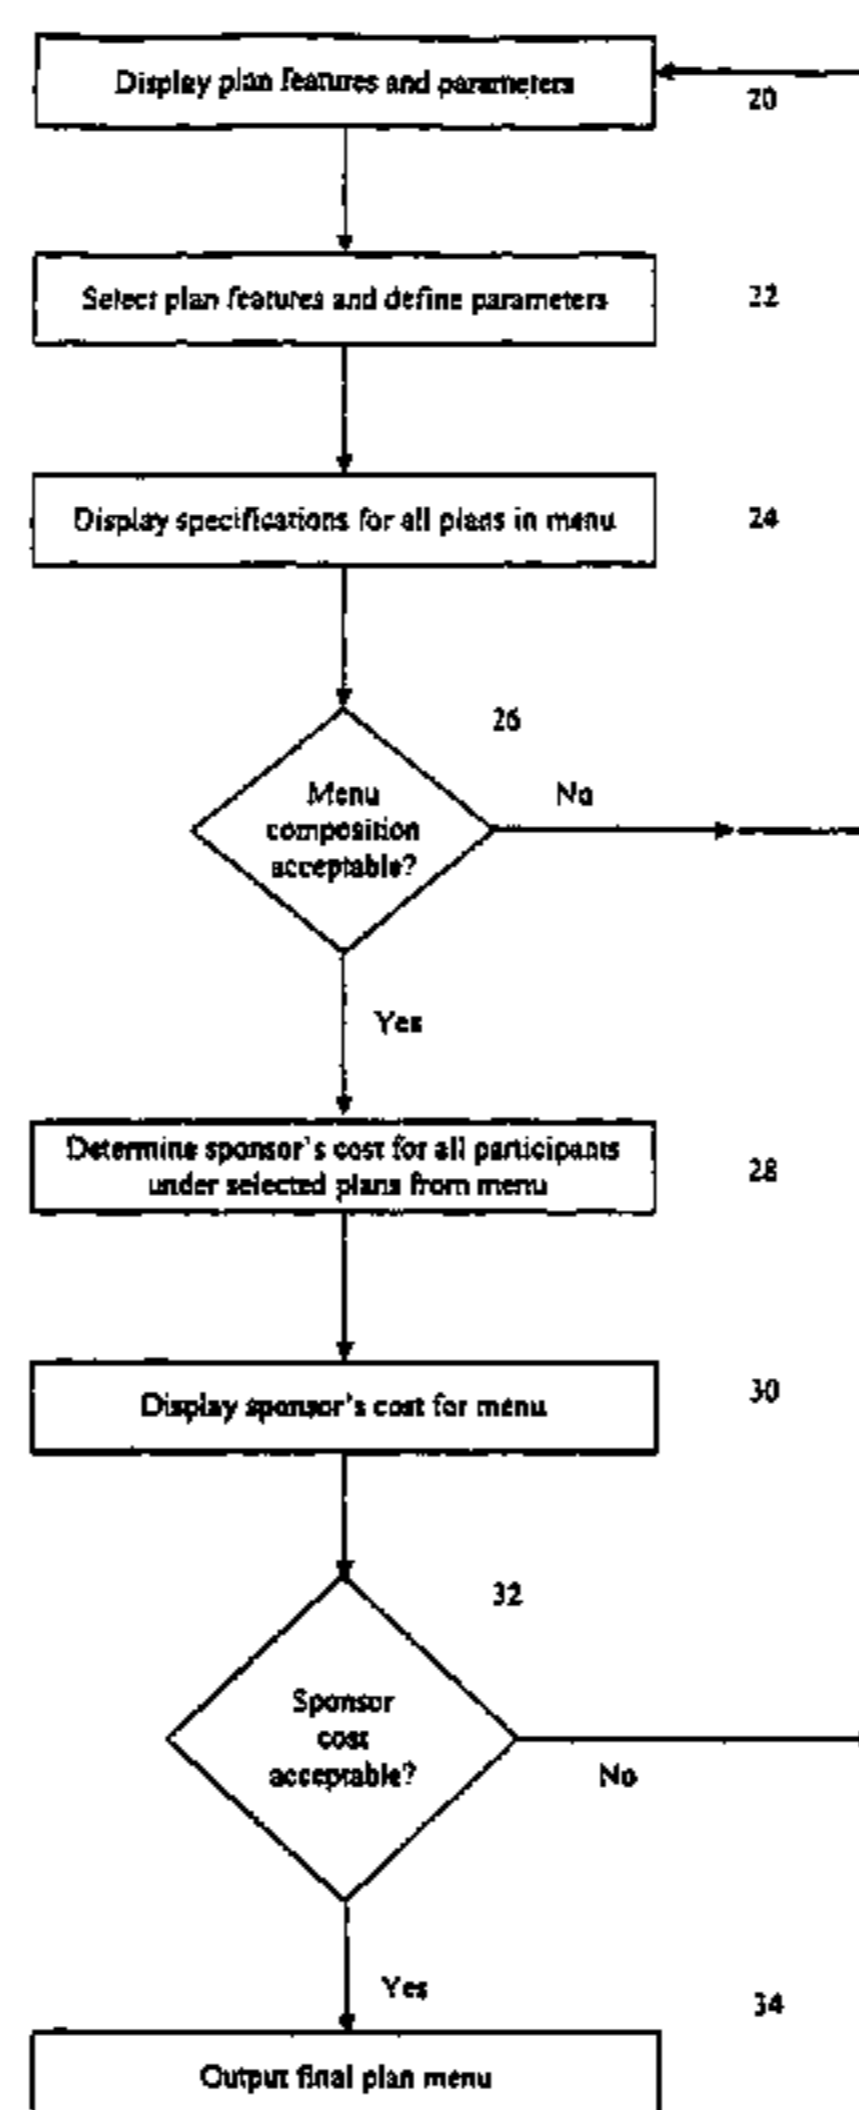 Display plan features and parameters
20
Select plan features and define parameters
22
Display specifications for all plans in menu
24
26
Menu
composition
acceptable?
No
Yes
Determine sponsor's cost for all participants
under selected plans from menu
28
Display sponsor's cost for menu
30
32
Sponsor
cost
acceptable?
No
Yes
34
Output final plan menu